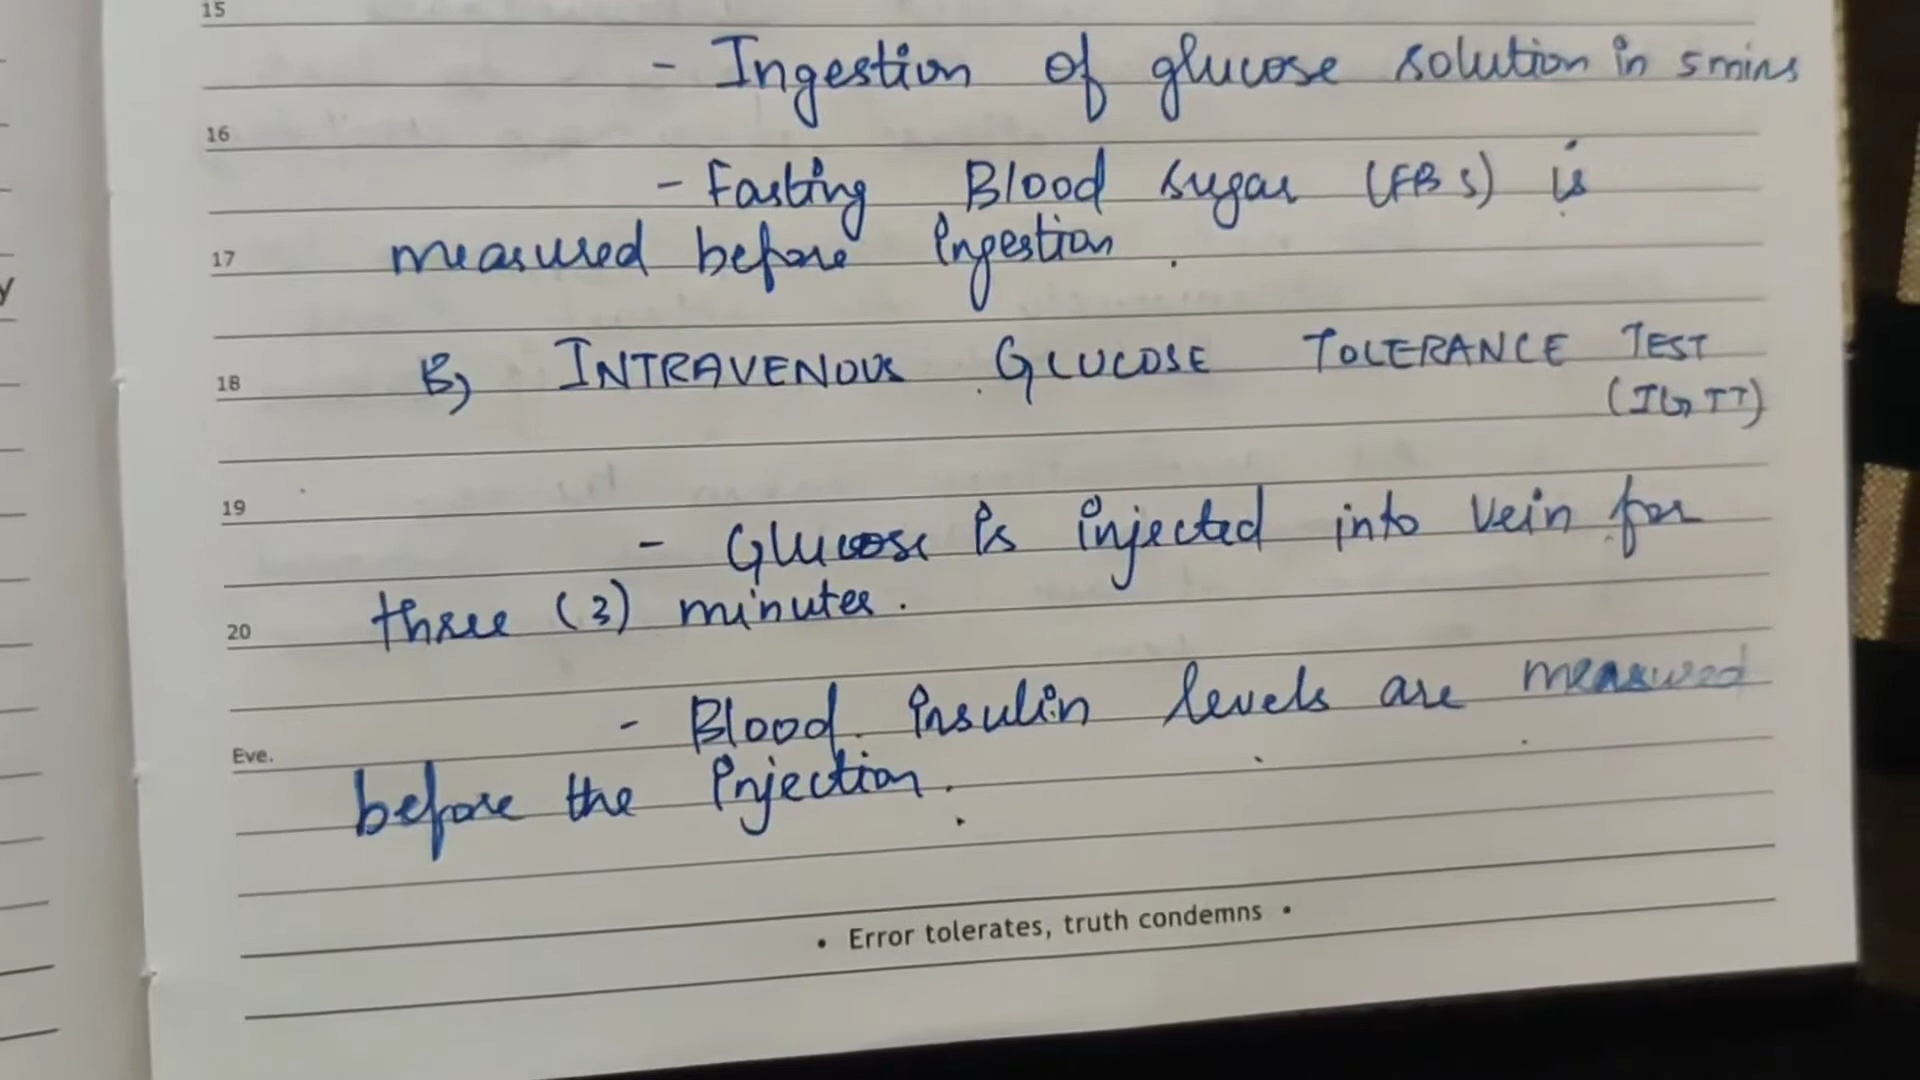 15
- Ingestion of glucose solution in 5 mins
16
- Fasting Blood sugar (FBS) is
17 measured before Ingestion.
18 B) INTRAVENOUS GLUCOSE TOLERANCE TEST
(IGTT)
19
- Glucose is injected into vein for
20 three (3) minutes.
- Blood insulin levels are measured
Eve.
before the Injection.
• Error tolerates, truth condemns •
y